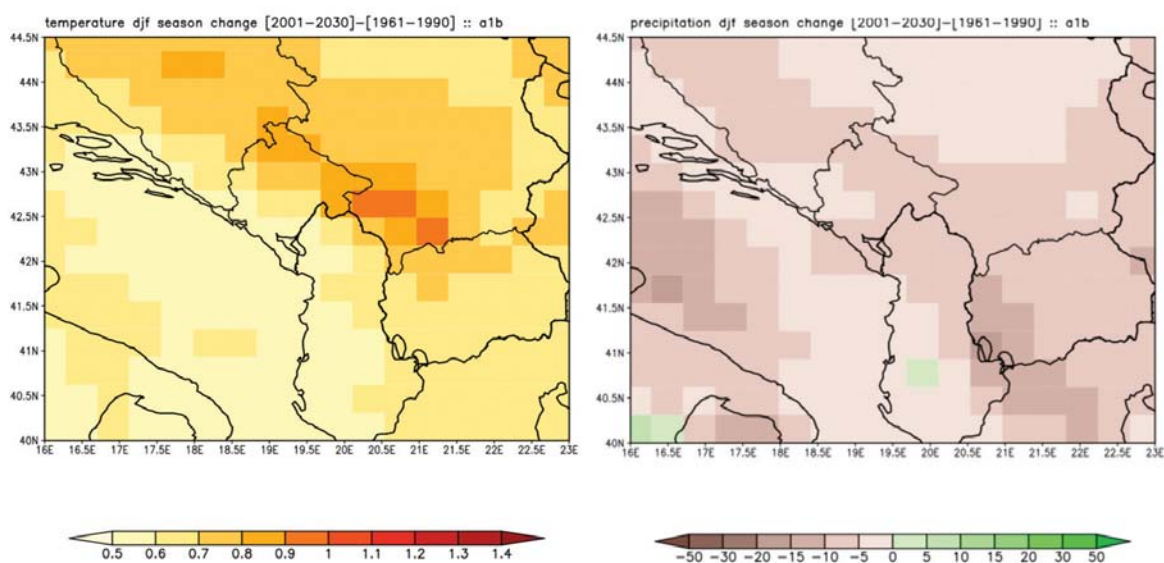 temperature djf season change [2001-2030]-[1961-1990] :: a1b
44.5N
44N
43.5N
43N
42.5N
42N
41.5N
41N
40.5N
40N
16E 16.5E 17E 17.5E 18E 18.5E 19E 19.5E 20E 20.5E 21E 21.5E 22E 22.5E 23E
0.5 0.6 0.7 0.8 0.9 1 1.1 1.2 1.3 1.4
precipitation djf season change [2001-2030]-[1961-1990] :: a1b
44.5N
44N
43.5N
43N
42.5N
42N
41.5N
41N
40.5N
40N
16E 16.5E 17E 17.5E 18E 18.5E 19E 19.5E 20E 20.5E 21E 21.5E 22E 22.5E 23E
-50 -30 -20 -15 -10 -5 0 5 10 15 20 30 50